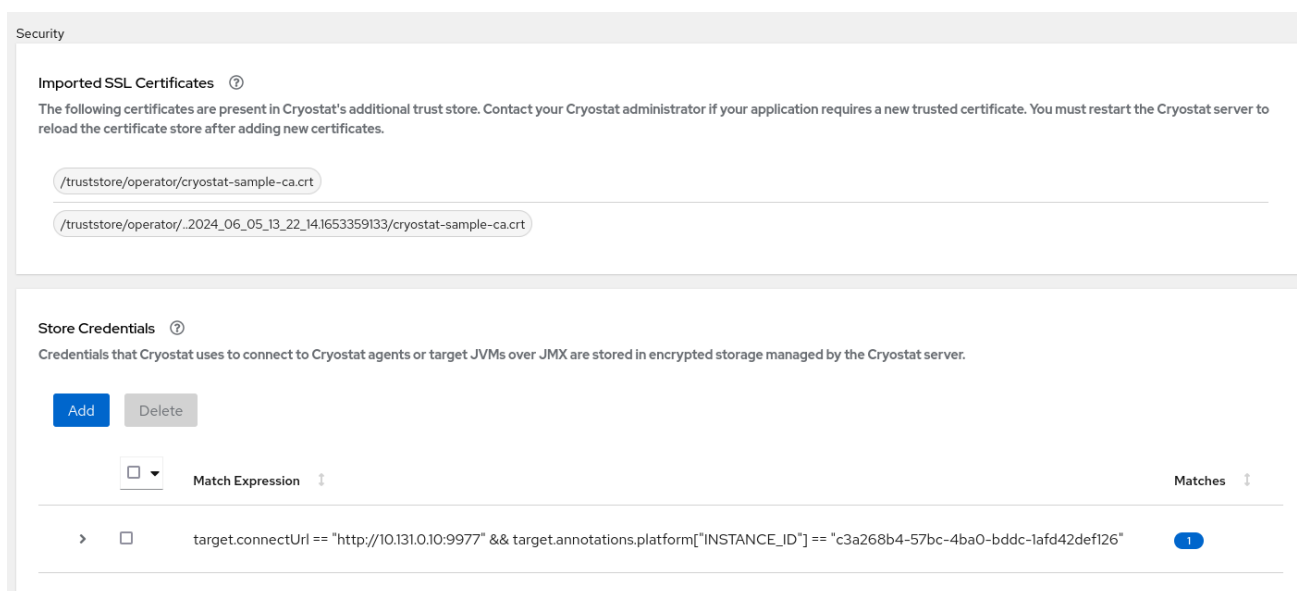 Security
Imported SSL Certificates
The following certificates are present in Cryostat's additional trust store. Contact your Cryostat administrator if your application requires a new trusted certificate. You must restart the Cryostat server to
reload the certificate store after adding new certificates.
/truststore/operator/cryostat-sample-ca.crt
/truststore/operator/..2024_06_05_13_22_14.1653359133/cryostat-sample-ca.crt
Store Credentials
Credentials that Cryostat uses to connect to Cryostat agents or target JVMs over JMX are stored in encrypted storage managed by the Cryostat server.
Add Delete
Match Expression Matches
target.connectUrl == "http://10.131.0.10:9977" && target.annotations.platform["INSTANCE_ID"] == "c3a268b4-57bc-4ba0-bddc-1afd42def126" 1